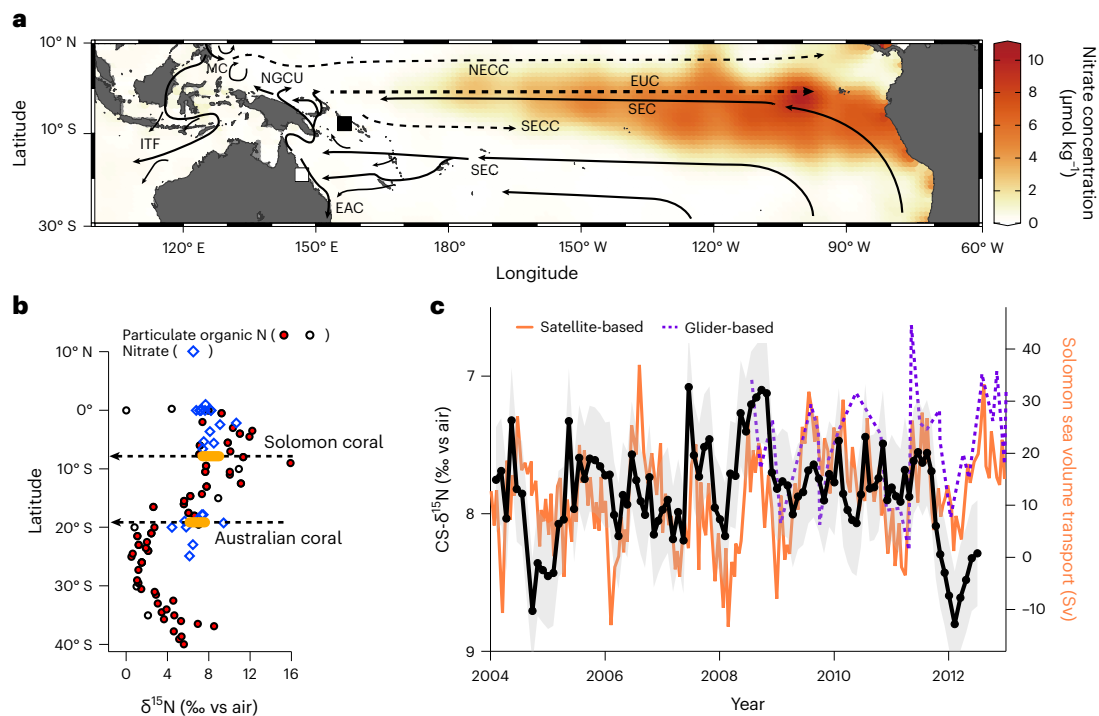 a
10° N
10° S
30° S
Latitude
MC
NGCU
NECC
EUC
SEC
SECC
ITF
SEC
EAC
120° E
150° E
180°
150° W
120° W
90° W
60° W
Longitude
10
8
6
4
2
0
Nitrate concentration
(μmol kg⁻¹)
b
Particulate organic N ( )
Nitrate ( )
10° N
0°
10° S
20° S
30° S
40° S
Latitude
Solomon coral
Australian coral
0 4 8 12 16
δ¹⁵N (‰ vs air)
c
Satellite-based
Glider-based
7
8
9
CS-δ¹⁵N (‰ vs air)
40
30
20
10
0
–10
Solomon sea volume transport (Sv)
2004 2006 2008 2010 2012
Year